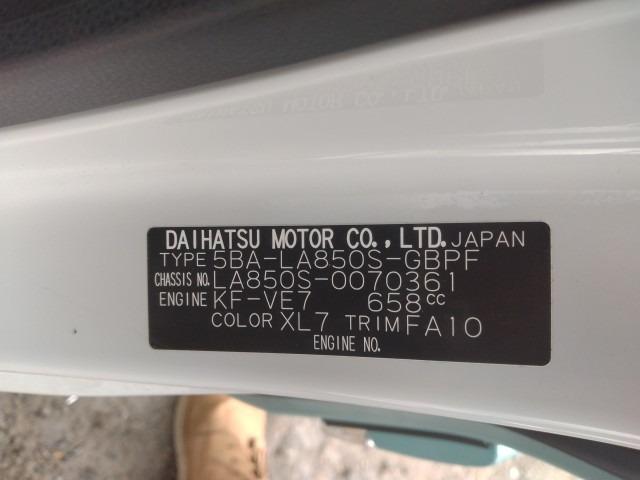 DAIHATSU MOTOR CO., LTD. JAPAN
TYPE 5BA-LA850S-GBPF
CHASSIS NO. LA850S-0070361
ENGINE KF-VE7 658cc
COLOR XL7 TRIM FA10
ENGINE NO.